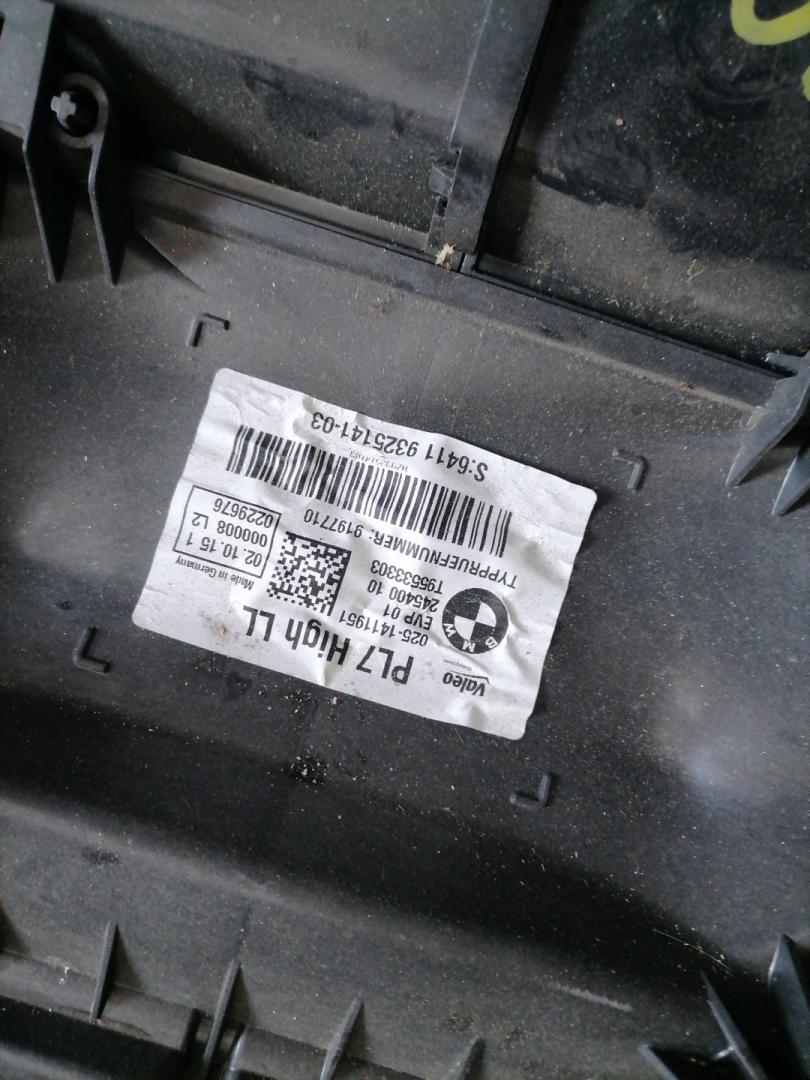 Valeo
PL7 High LL
BMW
025-1411951
EVP 01
245400 10
T95533303
Made in Germany
02.10.15 1
000008 L2
0229676
TYPPRUEFNUMMER: 9197710
S:6411 9325141-03